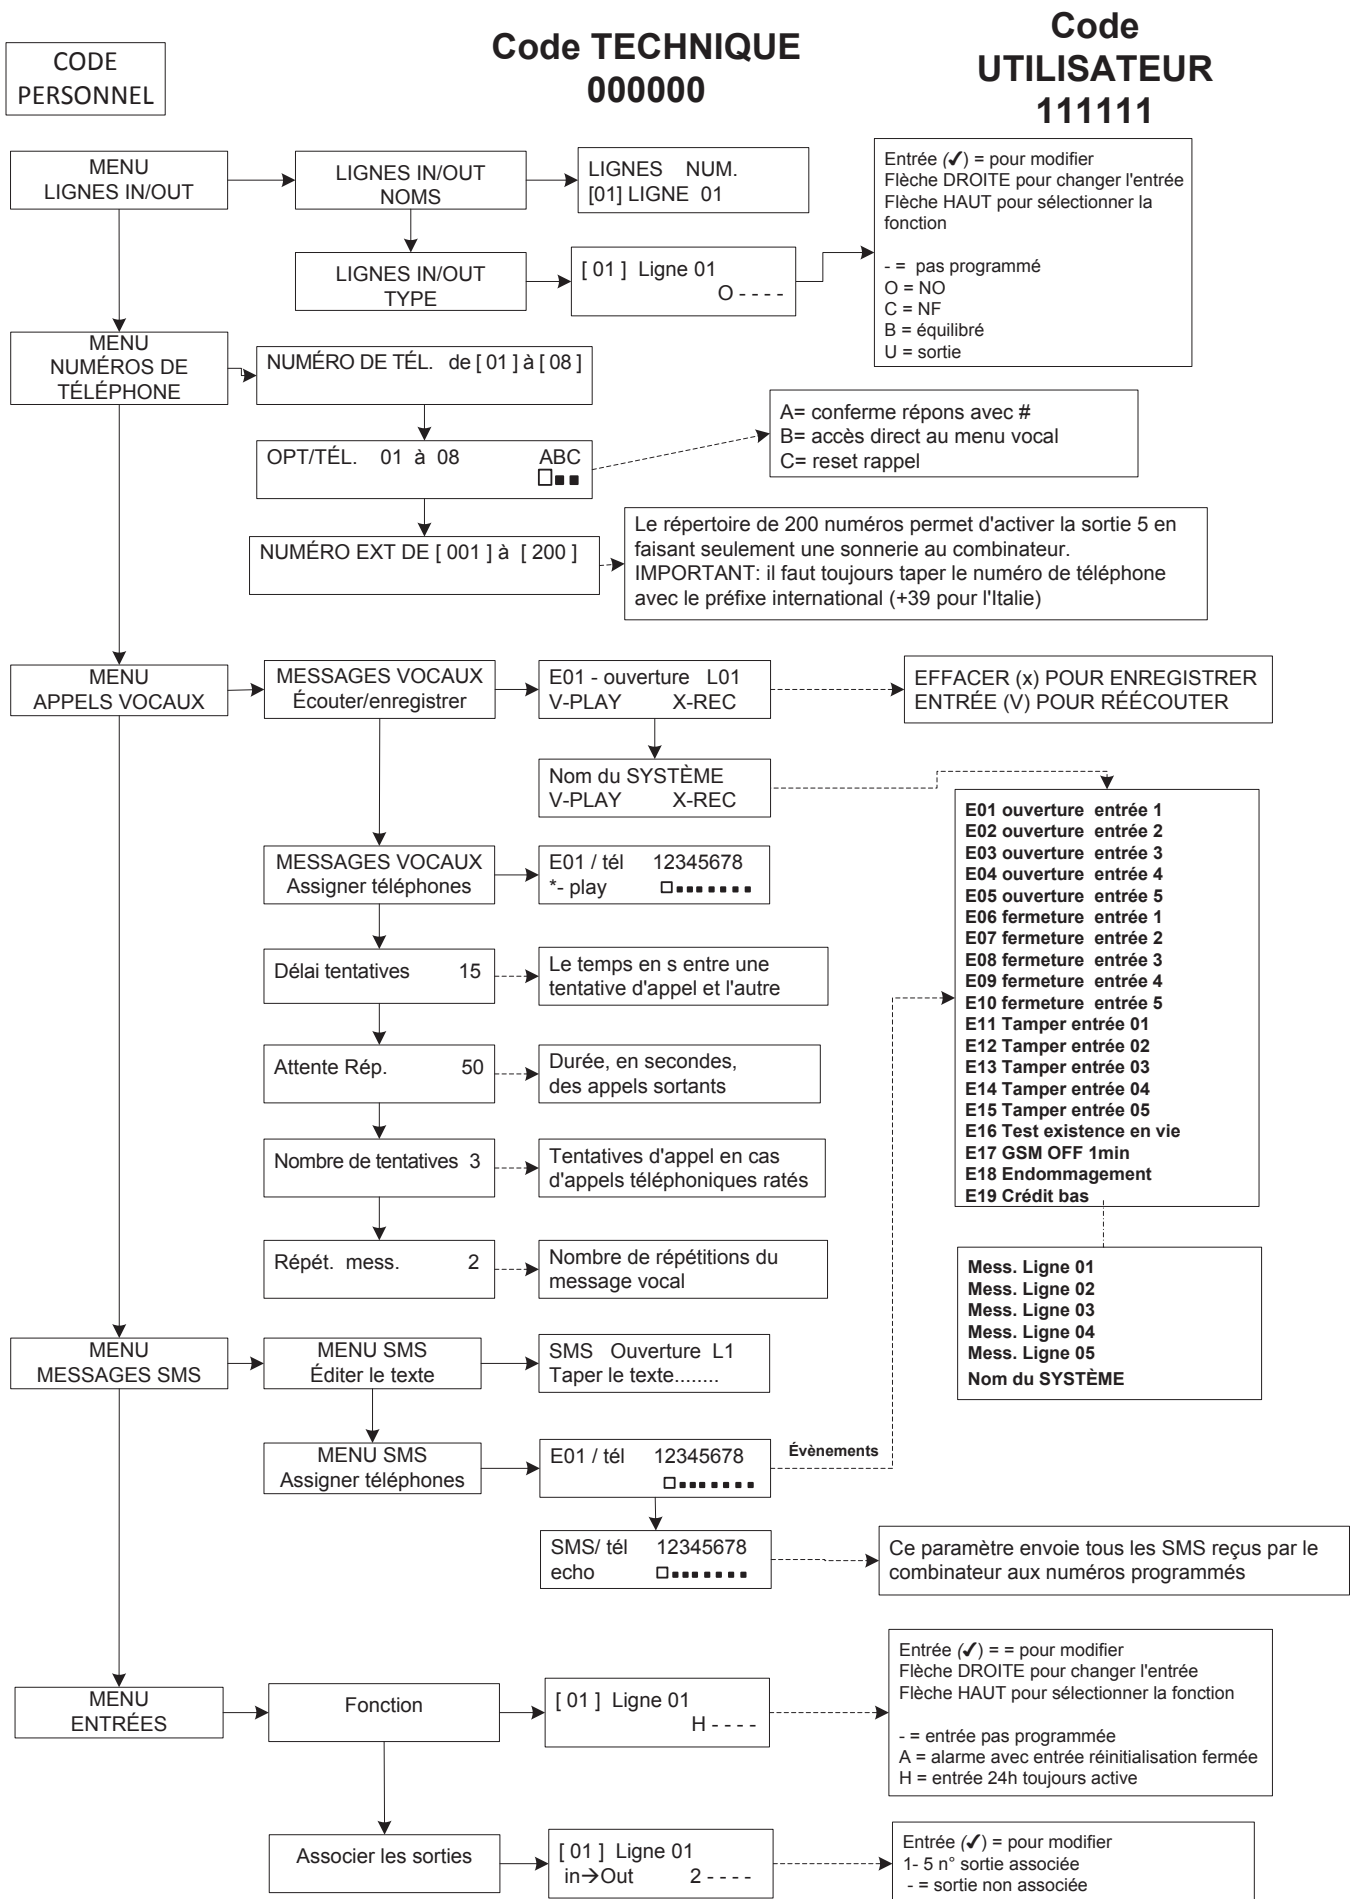 CODE
PERSONNEL
Code TECHNIQUE
000000
Code
UTILISATEUR
111111
MENU
LIGNES IN/OUT
LIGNES IN/OUT
NOMS
LIGNES NUM.
[01] LIGNE 01
LIGNES IN/OUT
TYPE
[ 01 ] Ligne 01
O - - - -
Entrée (✔) = pour modifier
Flèche DROITE pour changer l'entrée
Flèche HAUT pour sélectionner la
fonction
- = pas programmé
O = NO
C = NF
B = équilibré
U = sortie
MENU
NUMÉROS DE
TÉLÉPHONE
NUMÉRO DE TÉL. de [ 01 ] à [ 08 ]
OPT/TÉL. 01 à 08 ABC
A= conferme répons avec #
B= accès direct au menu vocal
C= reset rappel
NUMÉRO EXT DE [ 001 ] à [ 200 ]
Le répertoire de 200 numéros permet d'activer la sortie 5 en
faisant seulement une sonnerie au combinateur.
IMPORTANT: il faut toujours taper le numéro de téléphone
avec le préfixe international (+39 pour l'Italie)
MENU
APPELS VOCAUX
MESSAGES VOCAUX
Écouter/enregistrer
E01 - ouverture L01
V-PLAY X-REC
EFFACER (x) POUR ENREGISTRER
ENTRÉE (V) POUR RÉÉCOUTER
Nom du SYSTÈME
V-PLAY X-REC
E01 ouverture entrée 1
E02 ouverture entrée 2
E03 ouverture entrée 3
E04 ouverture entrée 4
E05 ouverture entrée 5
E06 fermeture entrée 1
E07 fermeture entrée 2
E08 fermeture entrée 3
E09 fermeture entrée 4
E10 fermeture entrée 5
E11 Tamper entrée 01
E12 Tamper entrée 02
E13 Tamper entrée 03
E14 Tamper entrée 04
E15 Tamper entrée 05
E16 Test existence en vie
E17 GSM OFF 1min
E18 Endommagement
E19 Crédit bas
MESSAGES VOCAUX
Assigner téléphones
E01 / tél 12345678
*- play
Délai tentatives 15
Le temps en s entre une
tentative d'appel et l'autre
Attente Rép. 50
Durée, en secondes,
des appels sortants
Nombre de tentatives 3
Tentatives d'appel en cas
d'appels téléphoniques ratés
Répét. mess. 2
Nombre de répétitions du
message vocal
Mess. Ligne 01
Mess. Ligne 02
Mess. Ligne 03
Mess. Ligne 04
Mess. Ligne 05
Nom du SYSTÈME
MENU
MESSAGES SMS
MENU SMS
Éditer le texte
SMS Ouverture L1
Taper le texte........
MENU SMS
Assigner téléphones
E01 / tél 12345678
Évènements
SMS/ tél 12345678
echo
Ce paramètre envoie tous les SMS reçus par le
combinateur aux numéros programmés
MENU
ENTRÉES
Fonction
[ 01 ] Ligne 01
H - - - -
Entrée (✔) = = pour modifier
Flèche DROITE pour changer l'entrée
Flèche HAUT pour sélectionner la fonction
- = entrée pas programmée
A = alarme avec entrée réinitialisation fermée
H = entrée 24h toujours active
Associer les sorties
[ 01 ] Ligne 01
in→Out 2 - - - -
Entrée (✔) = pour modifier
1- 5 n° sortie associée
- = sortie non associée